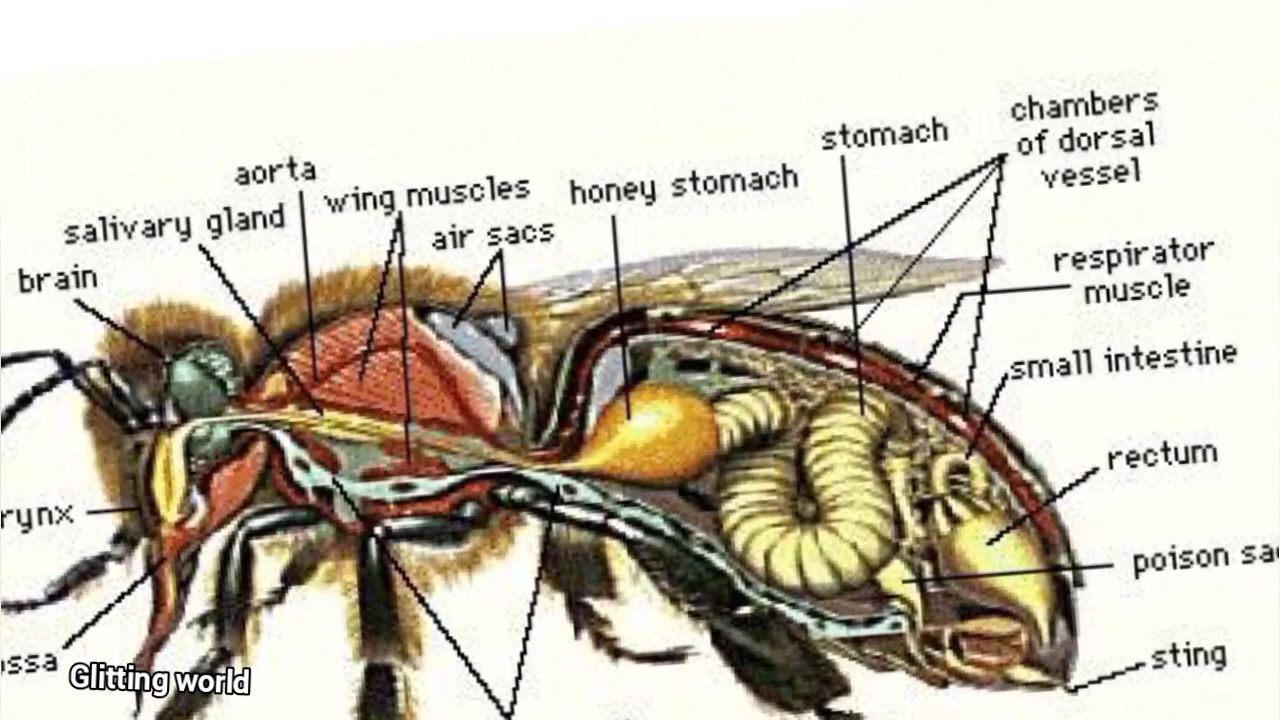 chambers
of dorsal
vessel
stomach
aorta
wing muscles
honey stomach
salivary gland
air sacs
brain
respirator
muscle
small intestine
rectum
rynx
poison sac
sting
ossa
Glitting world